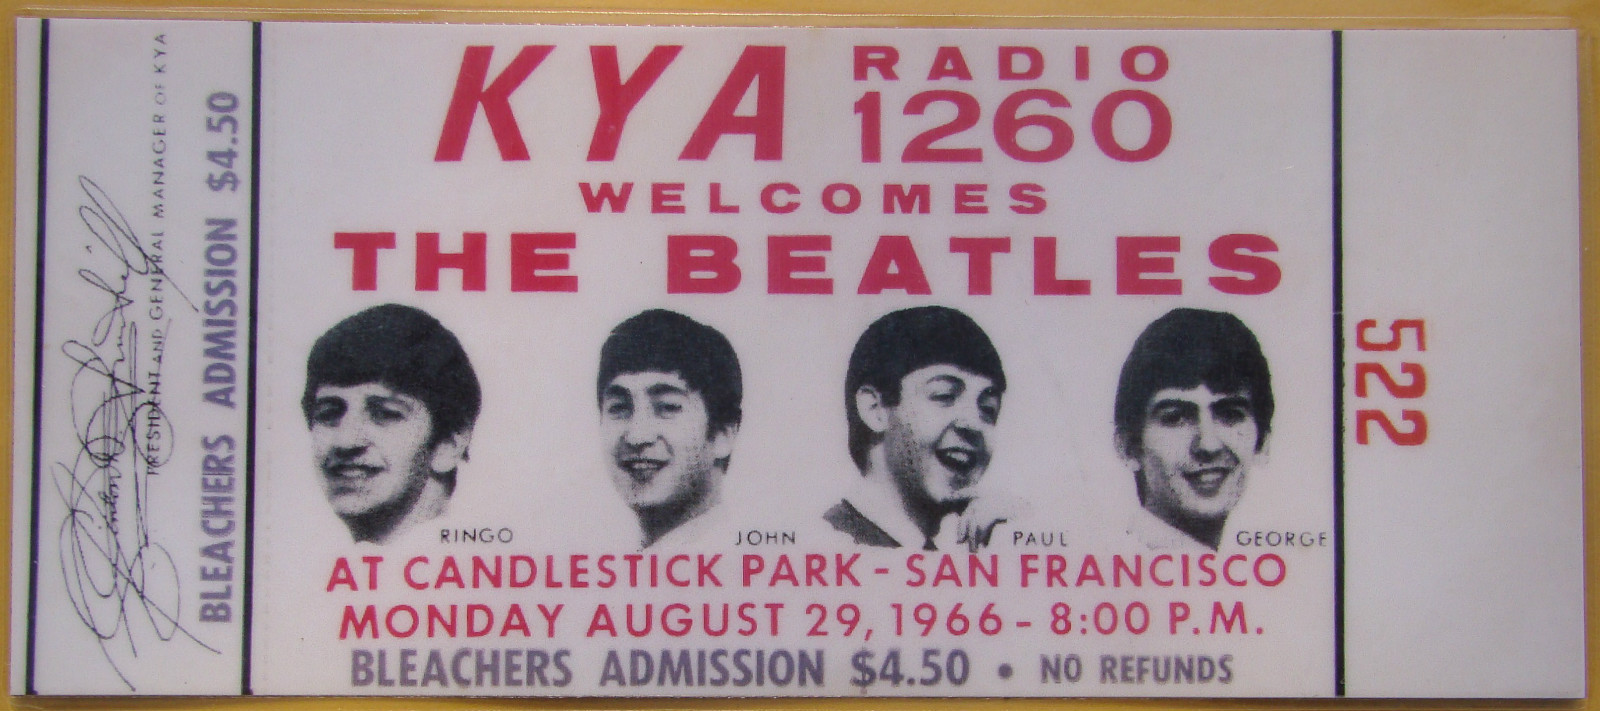 PRESIDENT AND GENERAL MANAGER OF KYA
BLEACHERS ADMISSION $4.50
KYA RADIO 1260
WELCOMES
THE BEATLES
RINGO JOHN PAUL GEORGE
AT CANDLESTICK PARK - SAN FRANCISCO
MONDAY AUGUST 29, 1966 - 8:00 P.M.
BLEACHERS ADMISSION $4.50 • NO REFUNDS
522